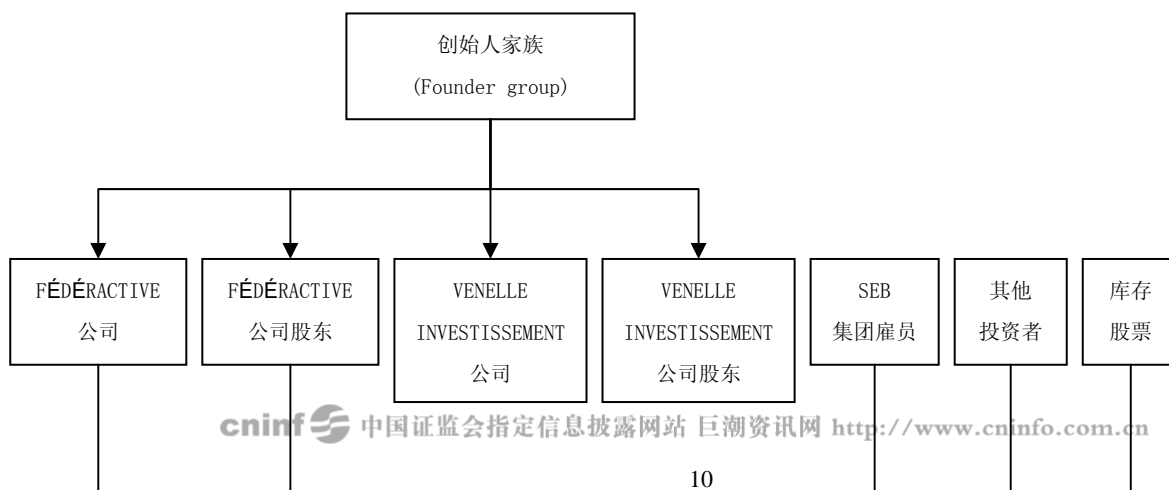 创始人家族
(Founder group)
FÉDÉRACTIVE
公司
FÉDÉRACTIVE
公司股东
VENELLE
INVESTISSEMENT
公司
VENELLE
INVESTISSEMENT
公司股东
SEB
集团雇员
其他
投资者
库存
股票
cninf 中国证监会指定信息披露网站 巨潮资讯网 http://www.cninfo.com.cn
10